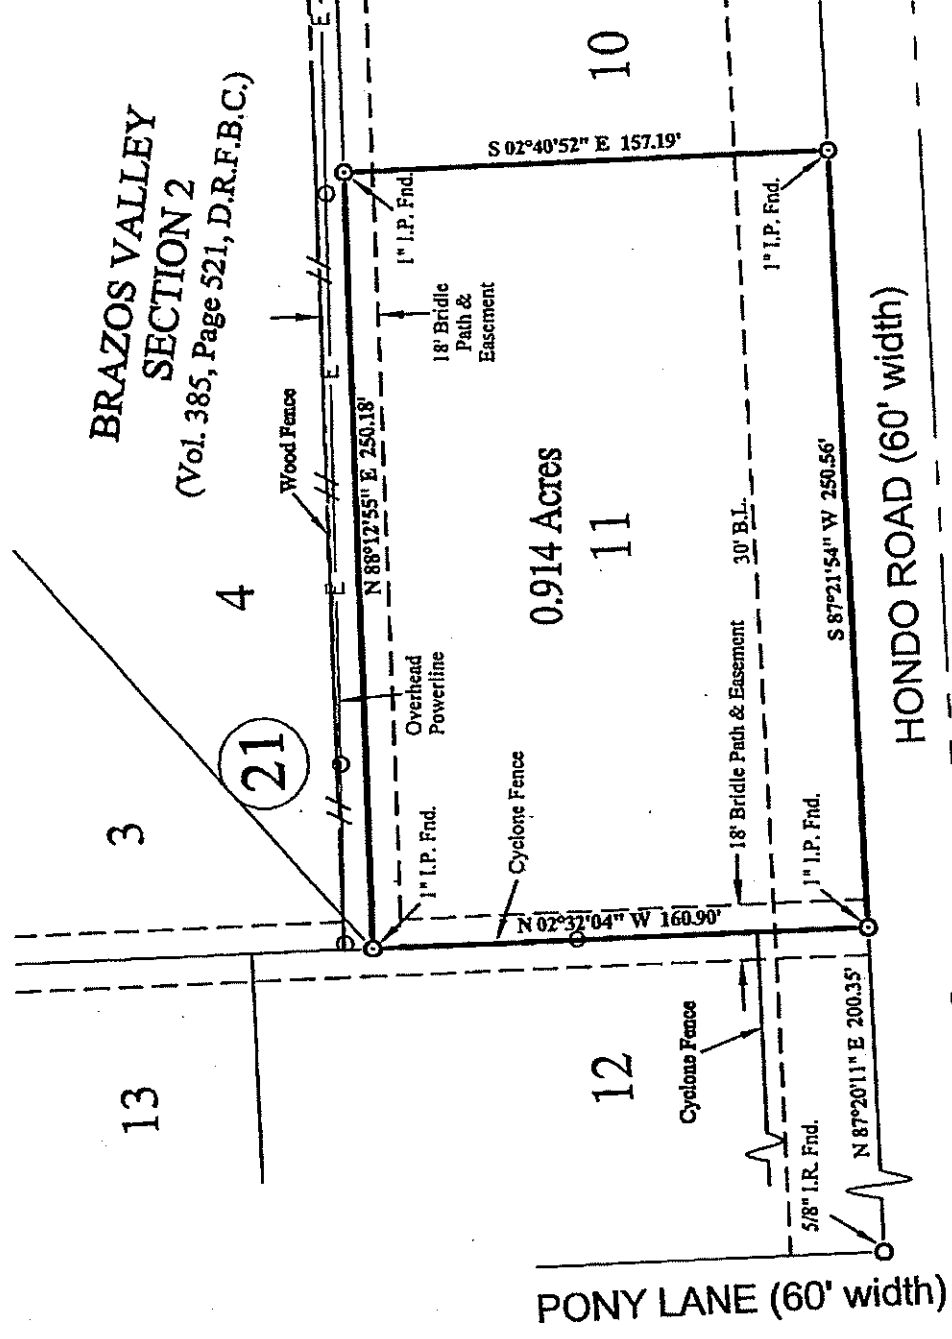 BRAZOS VALLEY
SECTION 2
(Vol. 385, Page 521, D.R.F.B.C.)
10
S 02°40'52" E 157.19'
1" I.P. Fnd.
1" I.P. Fnd.
18' Bridle
Path &
Easement
Wood Fence
E
E
E
N 88°12'55" E 250.18'
4
21
3
Overhead
Powerline
0.914 Acres
11
30' B.L.
18' Bridle Path & Easement
S 87°21'54" W 250.56'
HONDO ROAD (60' width)
Cyclone Fence
1" I.P. Fnd.
1" I.P. Fnd.
N 02°32'04" W 160.90'
13
12
Cyclone Fence
N 87°20'11" E 200.35'
5/8" I.R. Fnd.
PONY LANE (60' width)